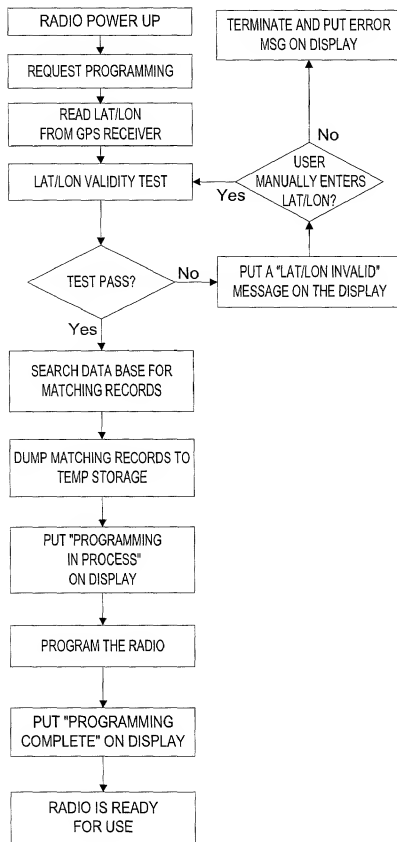 RADIO POWER UP
REQUEST PROGRAMMING
READ LAT/LON
FROM GPS RECEIVER
LAT/LON VALIDITY TEST
TEST PASS?
No
Yes
PUT A "LAT/LON INVALID"
MESSAGE ON THE DISPLAY
USER
MANUALLY ENTERS
LAT/LON?
Yes
No
TERMINATE AND PUT ERROR
MSG ON DISPLAY
SEARCH DATA BASE FOR
MATCHING RECORDS
DUMP MATCHING RECORDS TO
TEMP STORAGE
PUT "PROGRAMMING
IN PROCESS"
ON DISPLAY
PROGRAM THE RADIO
PUT "PROGRAMMING
COMPLETE" ON DISPLAY
RADIO IS READY
FOR USE